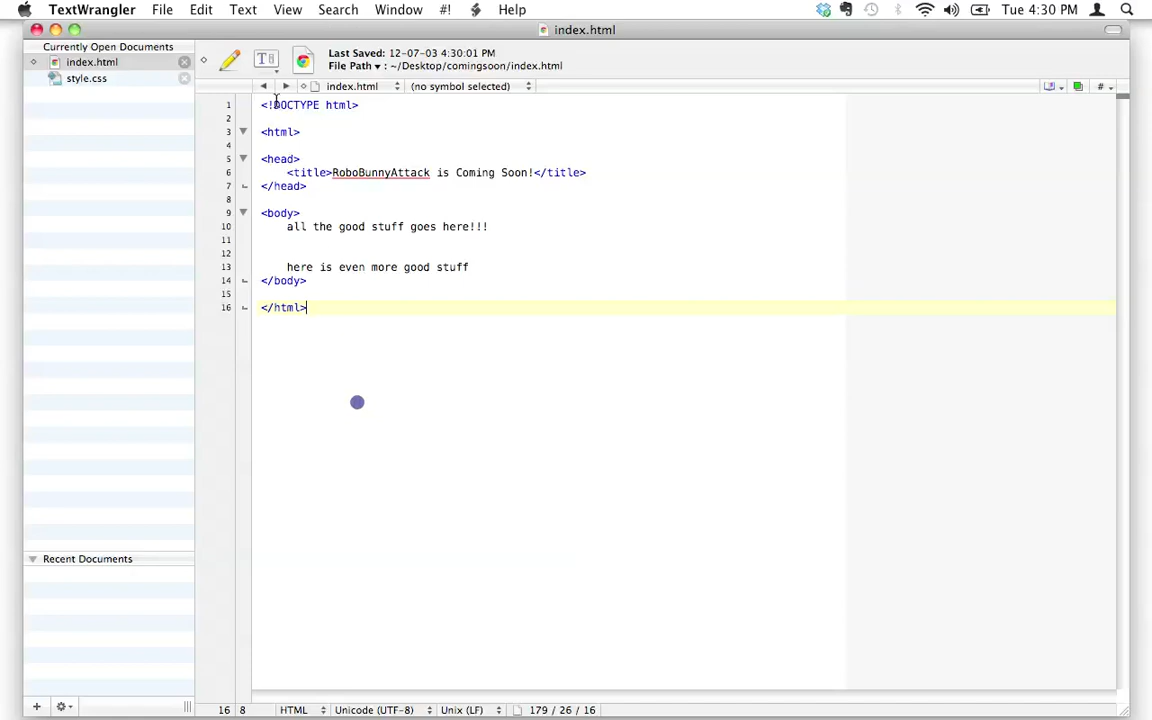 TextWrangler File Edit Text View Search Window #! Help Tue 4:30 PM
index.html
Currently Open Documents
index.html
style.css
Last Saved: 12-07-03 4:30:01 PM
File Path : ~/Desktop/comingsoon/index.html
index.html (no symbol selected) #
1 <!DOCTYPE html>
2
3 <html>
4
5 <head>
6 <title>RoboBunnyAttack is Coming Soon!</title>
7 </head>
8
9 <body>
10 all the good stuff goes here!!!
11
12
13 here is even more good stuff
14 </body>
15
16 </html>
Recent Documents
16 8 HTML Unicode (UTF-8) Unix (LF) 179 / 26 / 16